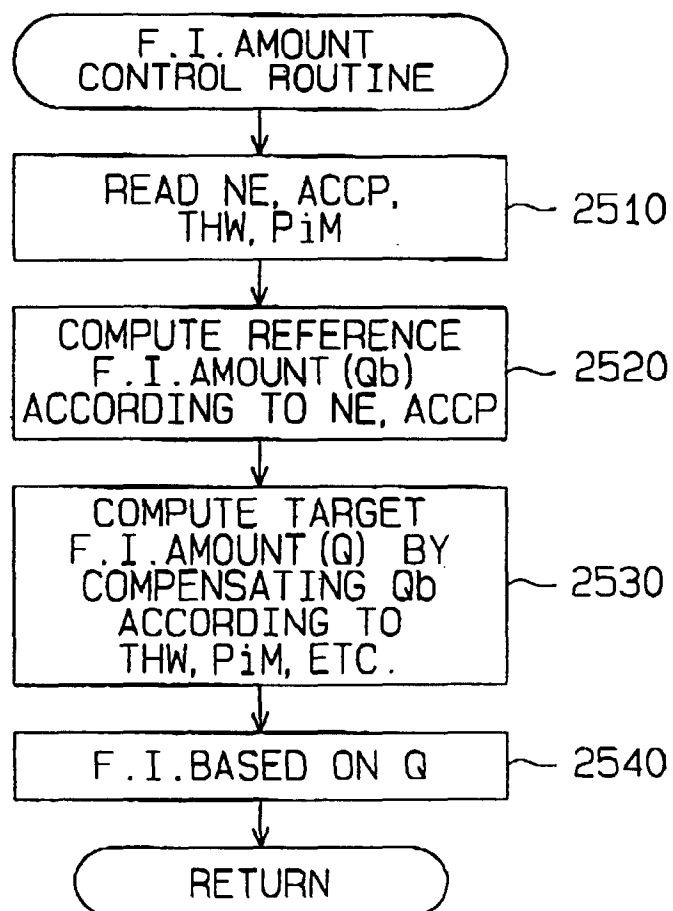 F.I.AMOUNT
CONTROL ROUTINE
READ NE, ACCP,
THW, PiM
2510
COMPUTE REFERENCE
F.I.AMOUNT(Qb)
ACCORDING TO NE, ACCP
2520
COMPUTE TARGET
F.I.AMOUNT(Q) BY
COMPENSATING Qb
ACCORDING TO
THW, PiM, ETC.
2530
F.I.BASED ON Q
2540
RETURN